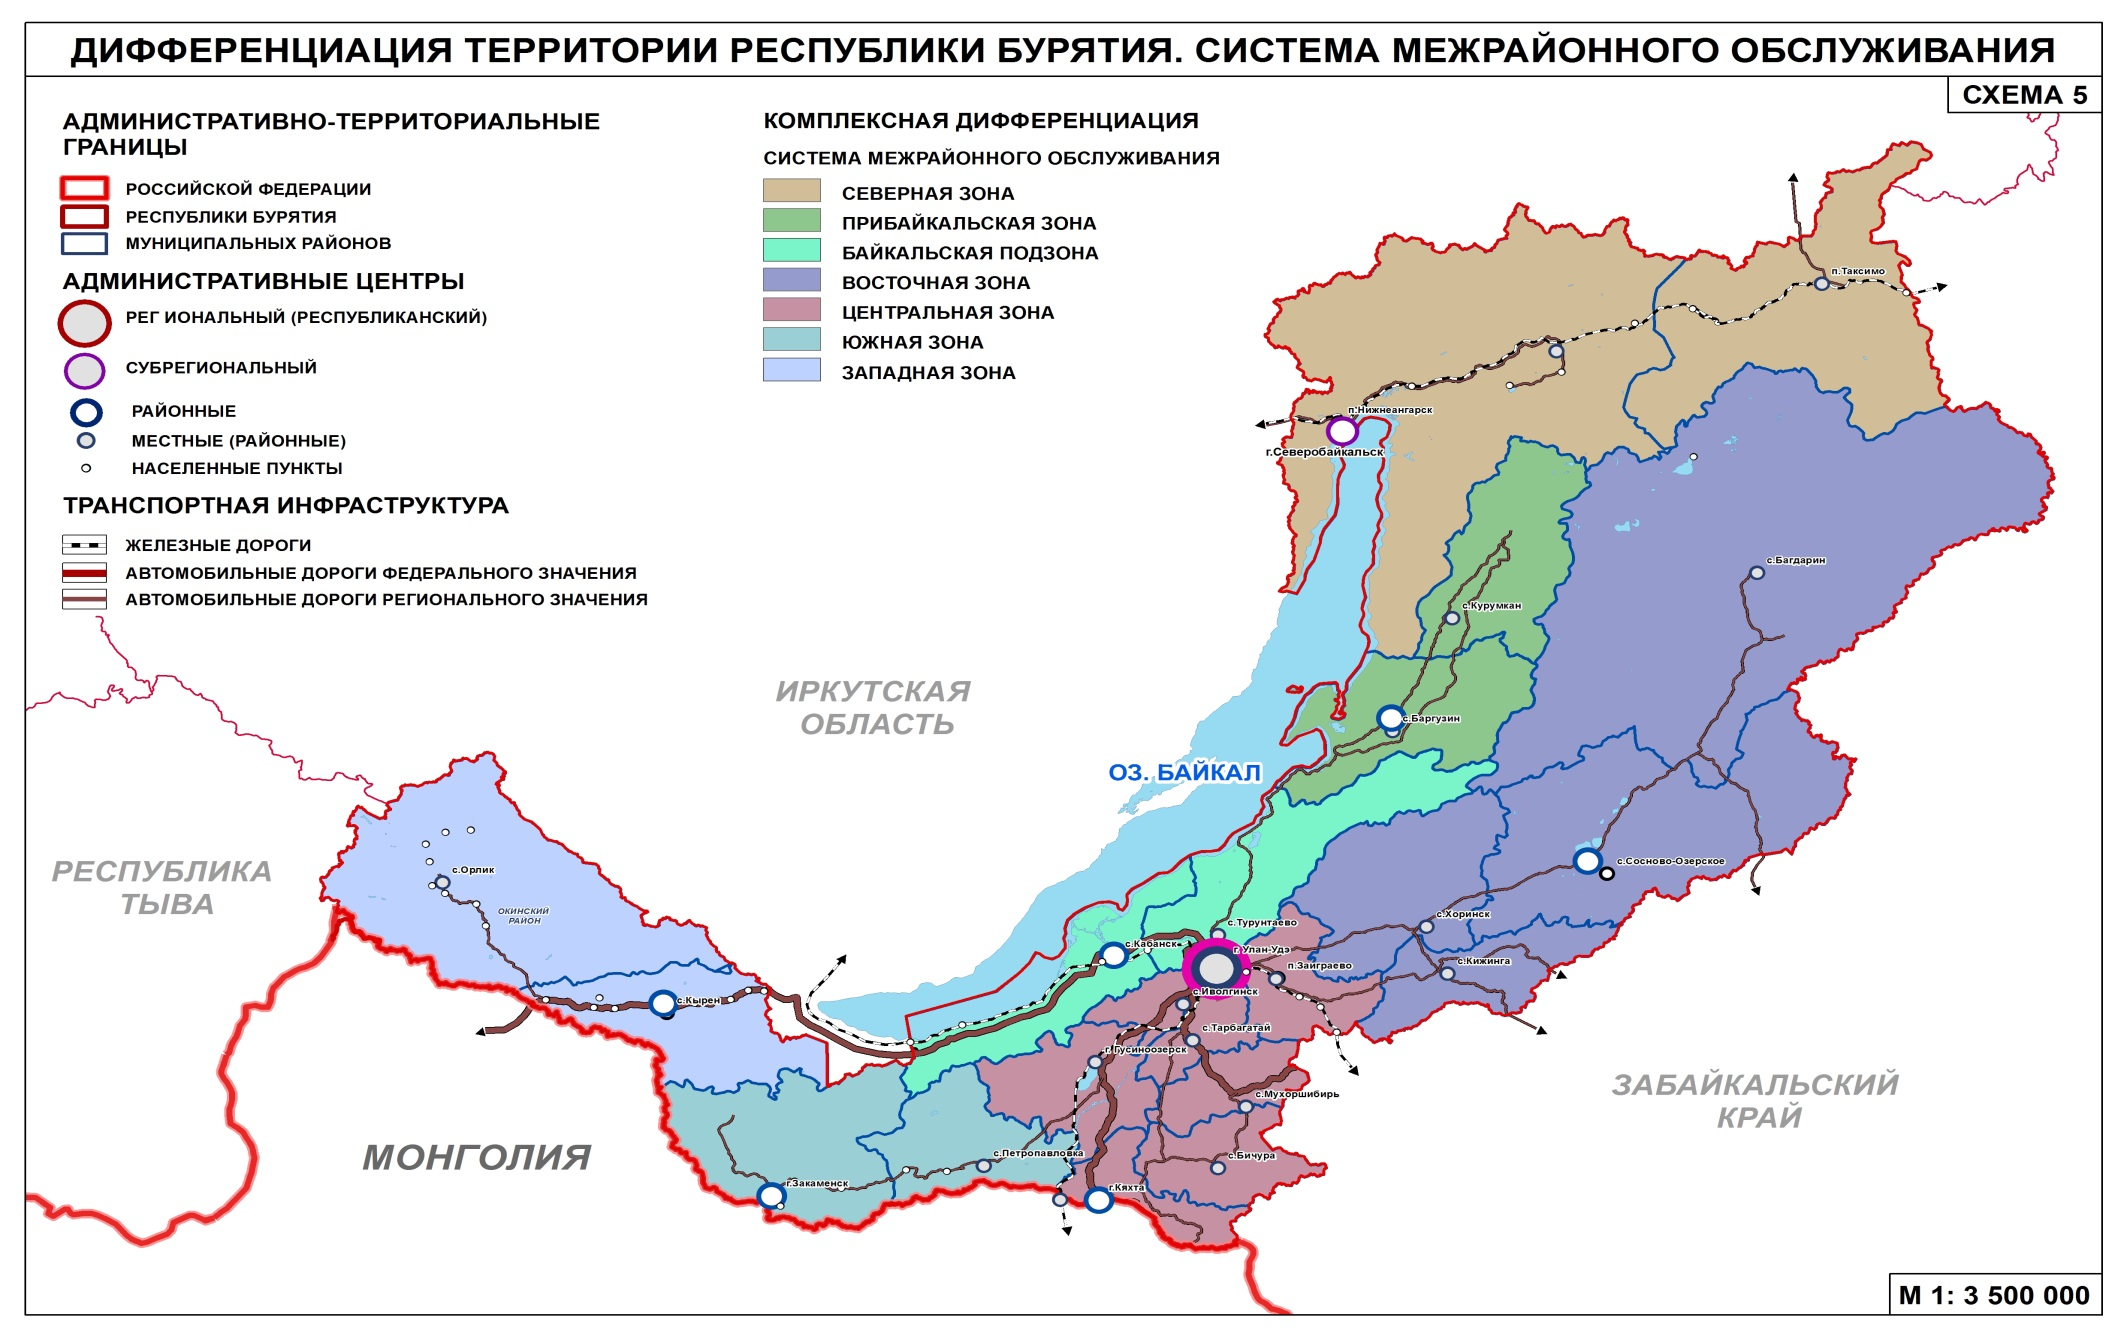 ДИФФЕРЕНЦИАЦИЯ ТЕРРИТОРИИ РЕСПУБЛИКИ БУРЯТИЯ. СИСТЕМА МЕЖРАЙОННОГО ОБСЛУЖИВАНИЯ
СХЕМА 5
АДМИНИСТРАТИВНО-ТЕРРИТОРИАЛЬНЫЕ
ГРАНИЦЫ
РОССИЙСКОЙ ФЕДЕРАЦИИ
РЕСПУБЛИКИ БУРЯТИЯ
МУНИЦИПАЛЬНЫХ РАЙОНОВ
АДМИНИСТРАТИВНЫЕ ЦЕНТРЫ
РЕГ ИОНАЛЬНЫЙ (РЕСПУБЛИКАНСКИЙ)
СУБРЕГИОНАЛЬНЫЙ
РАЙОННЫЕ
МЕСТНЫЕ (РАЙОННЫЕ)
НАСЕЛЕННЫЕ ПУНКТЫ
ТРАНСПОРТНАЯ ИНФРАСТРУКТУРА
ЖЕЛЕЗНЫЕ ДОРОГИ
АВТОМОБИЛЬНЫЕ ДОРОГИ ФЕДЕРАЛЬНОГО ЗНАЧЕНИЯ
АВТОМОБИЛЬНЫЕ ДОРОГИ РЕГИОНАЛЬНОГО ЗНАЧЕНИЯ
КОМПЛЕКСНАЯ ДИФФЕРЕНЦИАЦИЯ
СИСТЕМА МЕЖРАЙОННОГО ОБСЛУЖИВАНИЯ
СЕВЕРНАЯ ЗОНА
ПРИБАЙКАЛЬСКАЯ ЗОНА
БАЙКАЛЬСКАЯ ПОДЗОНА
ВОСТОЧНАЯ ЗОНА
ЦЕНТРАЛЬНАЯ ЗОНА
ЮЖНАЯ ЗОНА
ЗАПАДНАЯ ЗОНА
п.Таксимо
п.Нижнеангарск
г.Северобайкальск
с.Багдарин
с.Курумкан
ИРКУТСКАЯ
ОБЛАСТЬ
с.Баргузин
ОЗ. БАЙКАЛ
РЕСПУБЛИКА
ТЫВА
с.Орлик
ОКИНСКИЙ
РАЙОН
с.Сосново-Озерское
с.Хоринск
с.Турунтаево
с.Кабанск
г. Улан-Удэ
с.Кижинга
п.Заиграево
с.Иволгинск
с.Кырен
с.Тарбагатай
г. Гусиноозерск
ЗАБАЙКАЛЬСКИЙ
КРАЙ
с.Мухоршибирь
МОНГОЛИЯ
с.Петропавловка
с.Бичура
г.Закаменск
г.Кяхта
М 1: 3 500 000